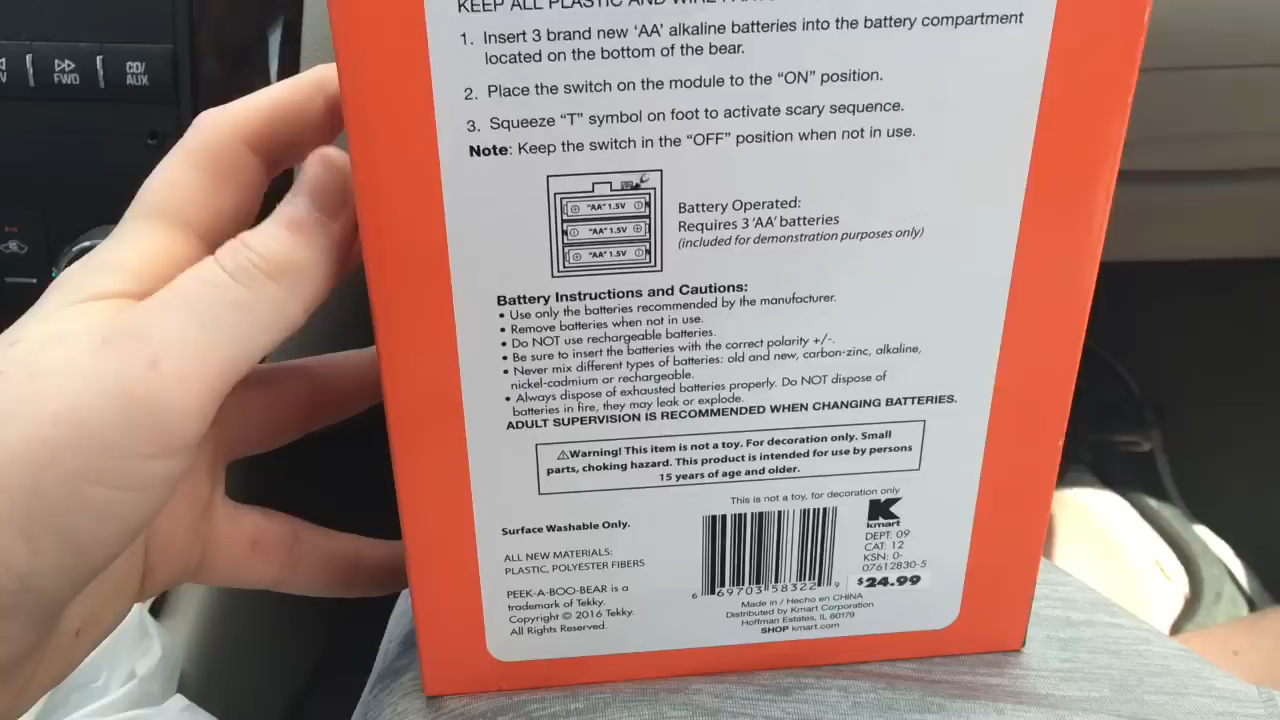 FWD
CD/
AUX
KEEP ALL PLASTIC AND WIRE
1. Insert 3 brand new ‘AA’ alkaline batteries into the battery compartment
located on the bottom of the bear.
2. Place the switch on the module to the “ON” position.
3. Squeeze “T” symbol on foot to activate scary sequence.
Note: Keep the switch in the “OFF” position when not in use.
"AA" 1.5V
"AA" 1.5V
"AA" 1.5V
Battery Operated:
Requires 3 ‘AA’ batteries
(included for demonstration purposes only)
Battery Instructions and Cautions:
• Use only the batteries recommended by the manufacturer.
• Remove batteries when not in use.
• Do NOT use rechargeable batteries.
• Be sure to insert the batteries with the correct polarity +/-.
• Never mix different types of batteries: old and new, carbon-zinc, alkaline,
nickel-cadmium or rechargeable.
• Always dispose of exhausted batteries properly. Do NOT dispose of
batteries in fire, they may leak or explode.
ADULT SUPERVISION IS RECOMMENDED WHEN CHANGING BATTERIES.
⚠Warning! This item is not a toy. For decoration only. Small
parts, choking hazard. This product is intended for use by persons
15 years of age and older.
This is not a toy, for decoration only
Surface Washable Only.
ALL NEW MATERIALS:
PLASTIC, POLYESTER FIBERS
PEEK-A-BOO-BEAR is a
trademark of Tekky.
Copyright © 2016 Tekky.
All Rights Reserved.
6 69703 58322 9
K
kmart
DEPT: 09
CAT: 12
KSN: 0-
07612830-5
$24.99
Made in / Hecho en CHINA
Distributed by Kmart Corporation
Hoffman Estates, IL 60179
SHOP kmart.com